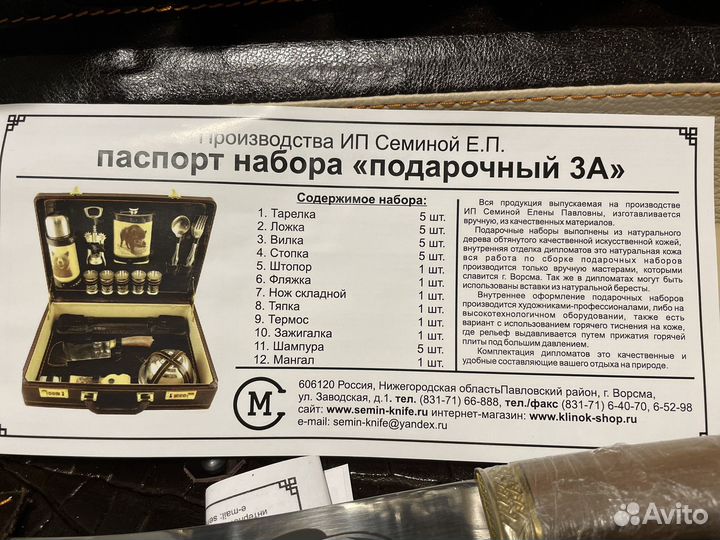 Производства ИП Семиной Е.П.
паспорт набора «подарочный 3А»
Содержимое набора:
1. Тарелка 5 шт.
2. Ложка 5 шт.
3. Вилка 5 шт.
4. Стопка 5 шт.
5. Штопор 1 шт.
6. Фляжка 1 шт.
7. Нож складной 1 шт.
8. Тяпка 1 шт.
9. Термос 1 шт.
10. Зажигалка 1 шт.
11. Шампура 5 шт.
12. Мангал 1 шт.
Вся продукция выпускаемая на производстве
ИП Семиной Елены Павловны, изготавливается
вручную, из качественных материалов.
Подарочные наборы выполнены из натурального
дерева обтянутого качественной искусственной кожей,
внутренняя отделка дипломатов это натуральная кожа
вся работа по сборке подарочных наборов
производится только вручную мастерами, которыми
славится г. Ворсма. Так же в дипломатах могут быть
использованы вставки из натуральной бересты.
Внутреннее оформление подарочных наборов
производится художниками-профессионалами, либо на
высокотехнологичном оборудовании, также есть
вариант с использованием горячего тиснения на коже,
где рельеф выдавливается путем прижатия горячей
плиты под большим давлением.
Комплектация дипломатов это качественные и
удобные составляющие вашего отдыха на природе.
М
606120 Россия, Нижегородская областьПавловский район, г. Ворсма,
ул. Заводская, д.1. тел. (831-71) 66-888, тел./факс (831-71) 6-40-70, 6-52-98
сайт: www.semin-knife.ru интернет-магазин: www.klinok-shop.ru
e-mail: semin-knife@yandex.ru
интерне
e-mail: se
Avito